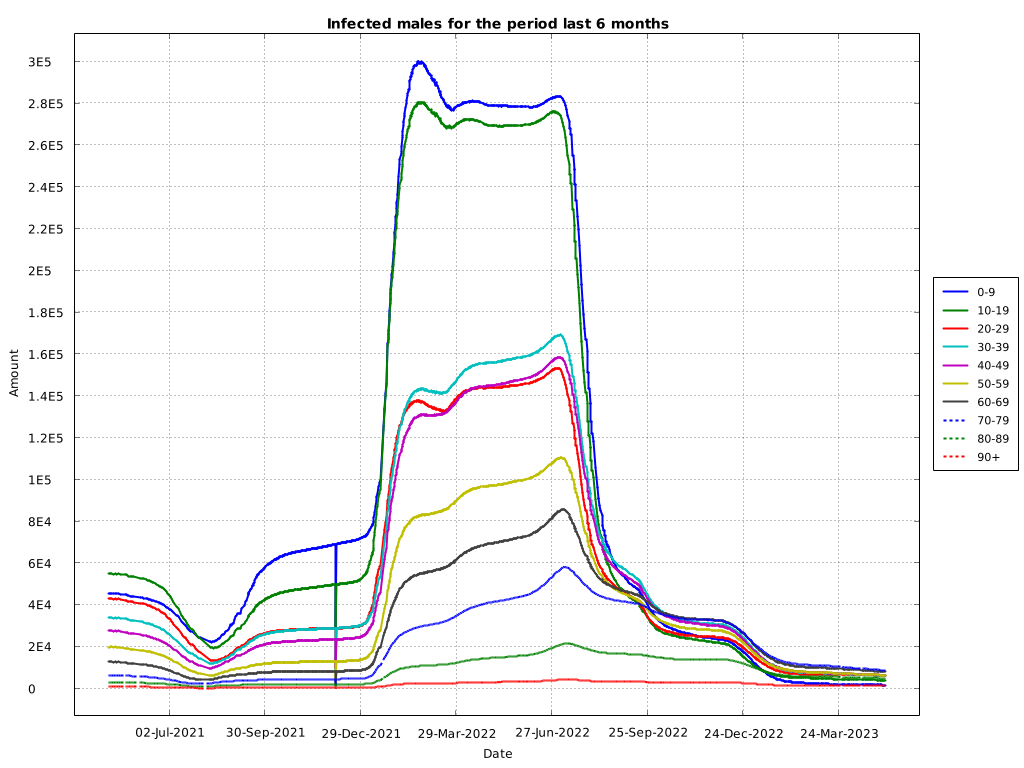 Infected males for the period last 6 months
3E5
2.8E5
2.6E5
2.4E5
2.2E5
2E5
1.8E5
1.6E5
1.4E5
1.2E5
1E5
8E4
6E4
4E4
2E4
0
Amount
02-Jul-2021
30-Sep-2021
29-Dec-2021
29-Mar-2022
27-Jun-2022
25-Sep-2022
24-Dec-2022
24-Mar-2023
Date
0-9
10-19
20-29
30-39
40-49
50-59
60-69
70-79
80-89
90+